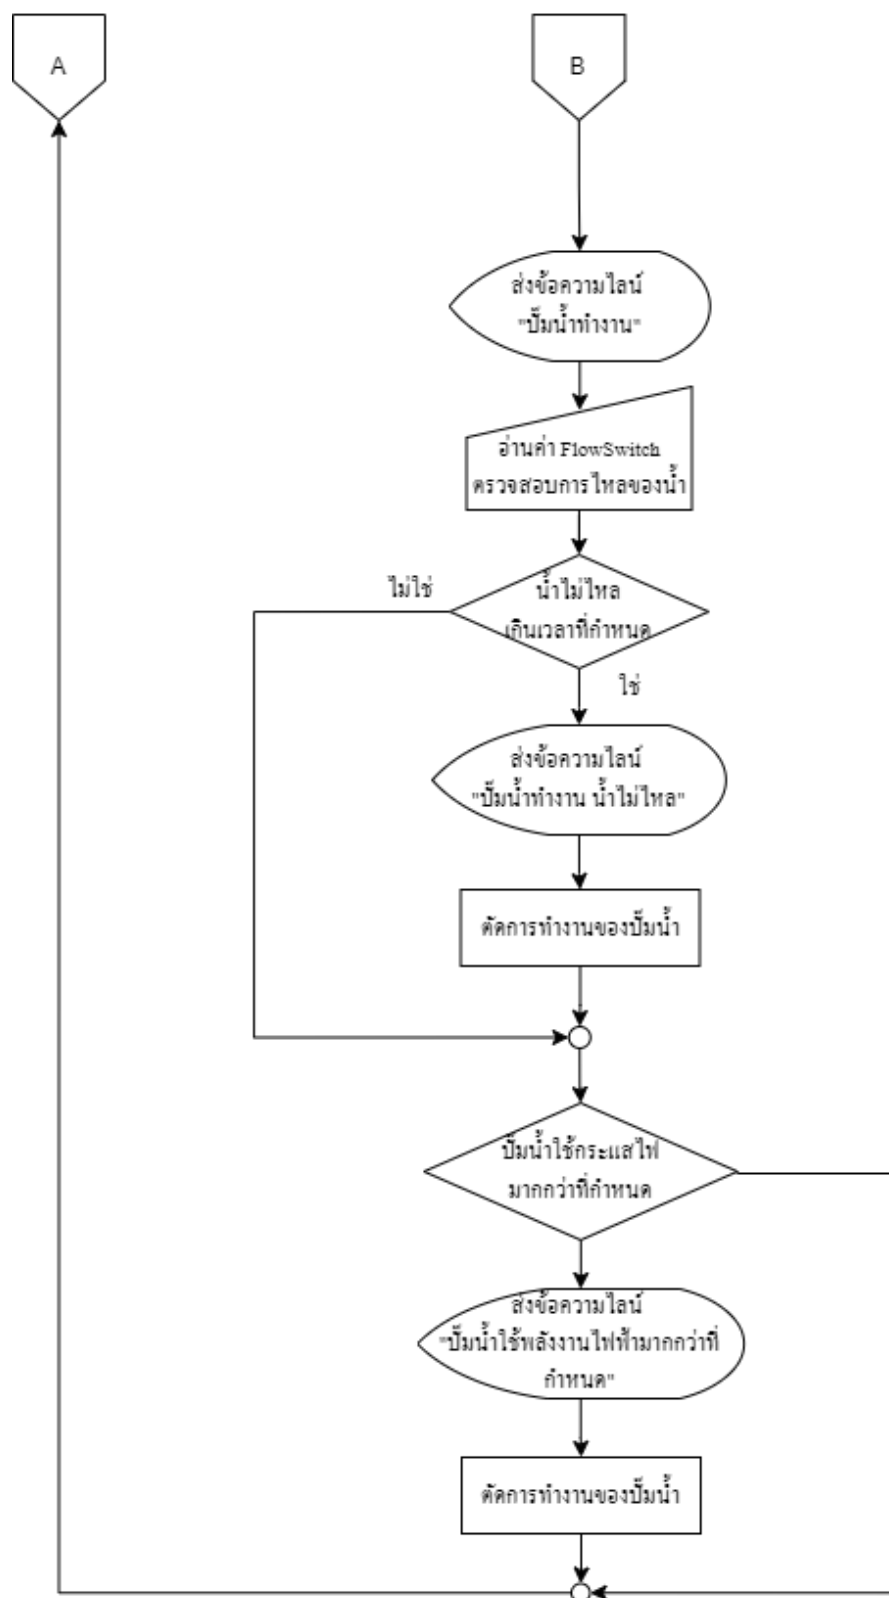 A
B
ส่งข้อความไลน์
"ปั๊มน้ำทำงาน"
อ่านค่า FlowSwitch
ตรวจสอบการไหลของน้ำ
ไม่ใช่
น้ำไม่ไหล
เกินเวลาที่กำหนด
ใช่
ส่งข้อความไลน์
"ปั๊มน้ำทำงาน น้ำไม่ไหล"
ตัดการทำงานของปั๊มน้ำ
ปั๊มน้ำใช้กระแสไฟ
มากกว่าที่กำหนด
ส่งข้อความไลน์
"ปั๊มน้ำใช้พลังงานไฟฟ้ามากกว่าที่
กำหนด"
ตัดการทำงานของปั๊มน้ำ